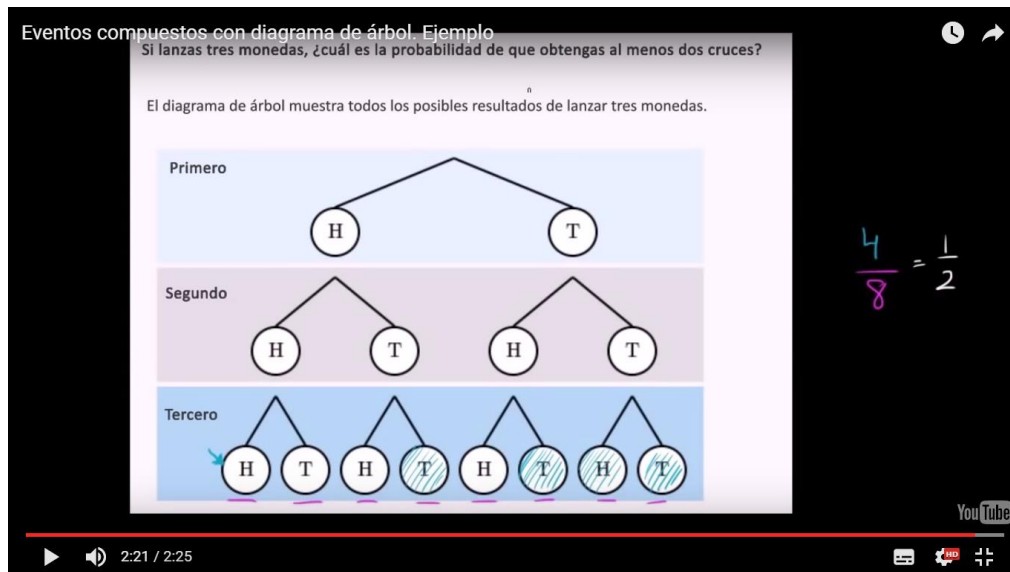 Eventos compuestos con diagrama de árbol. Ejemplo
Si lanzas tres monedas, ¿cuál es la probabilidad de que obtengas al menos dos cruces?
El diagrama de árbol muestra todos los posibles resultados de lanzar tres monedas.
Primero
H T
Segundo
H T H T
Tercero
H T H T H T H T
4/8 = 1/2
YouTube
2:21 / 2:25
HD